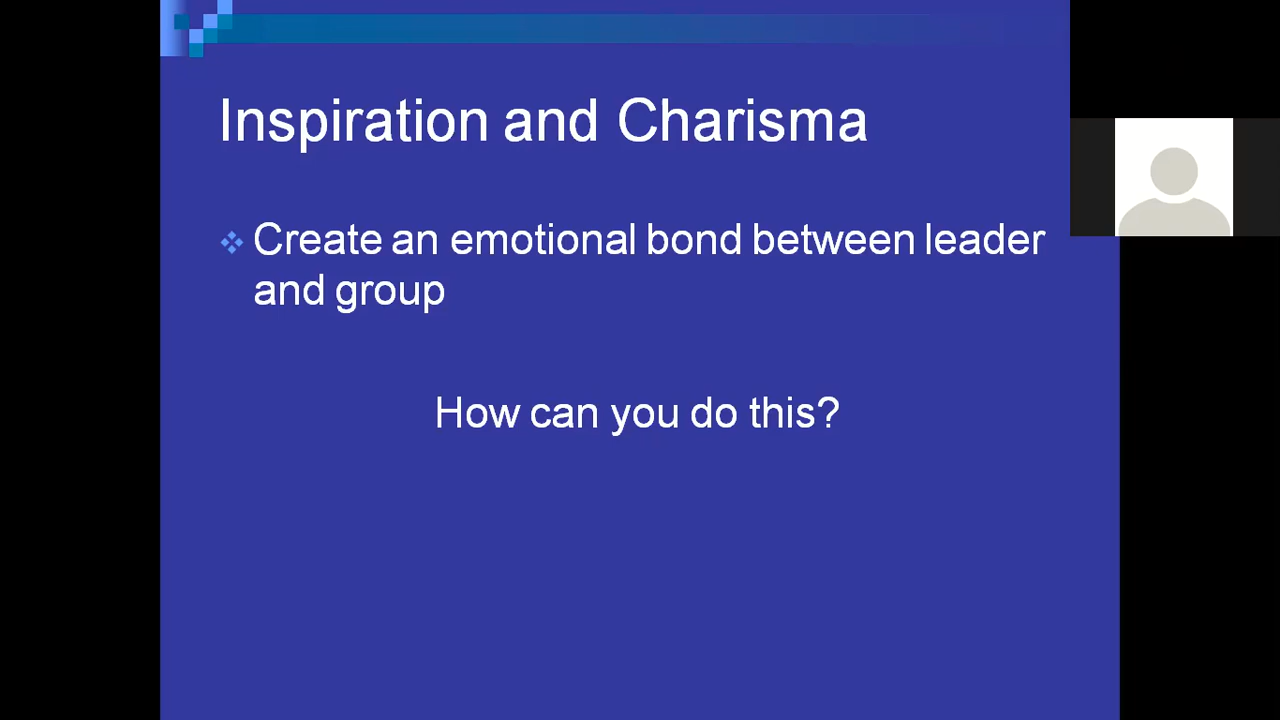 Inspiration and Charisma
Create an emotional bond between leader
and group
How can you do this?